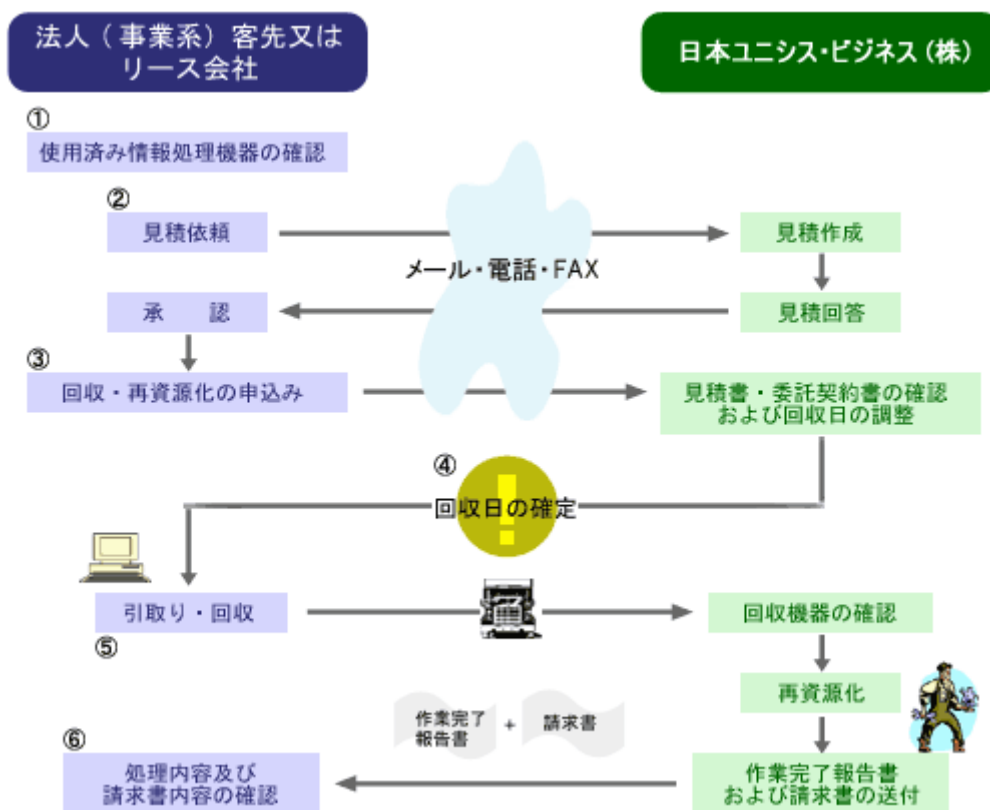 法人(事業系)客先又は
リース会社
日本ユニシス・ビジネス(株)
①
使用済み情報処理機器の確認
②
見積依頼
見積作成
メール・電話・FAX
承　認
見積回答
③
回収・再資源化の申込み
見積書・委託契約書の確認
および回収日の調整
④
回収日の確定
引取り・回収
回収機器の確認
⑤
再資源化
作業完了
報告書
+
請求書
⑥
処理内容及び
請求書内容の確認
作業完了報告書
および請求書の送付